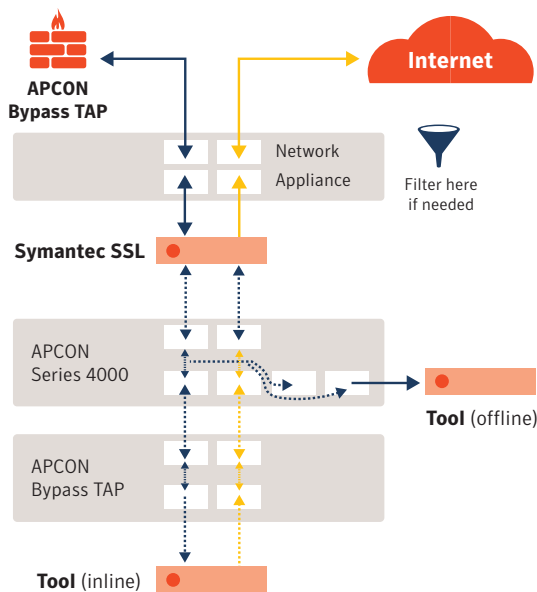 Internet
APCON
Bypass TAP
Network
Appliance
Filter here
if needed
Symantec SSL
APCON
Series 4000
Tool (offline)
APCON
Bypass TAP
Tool (inline)